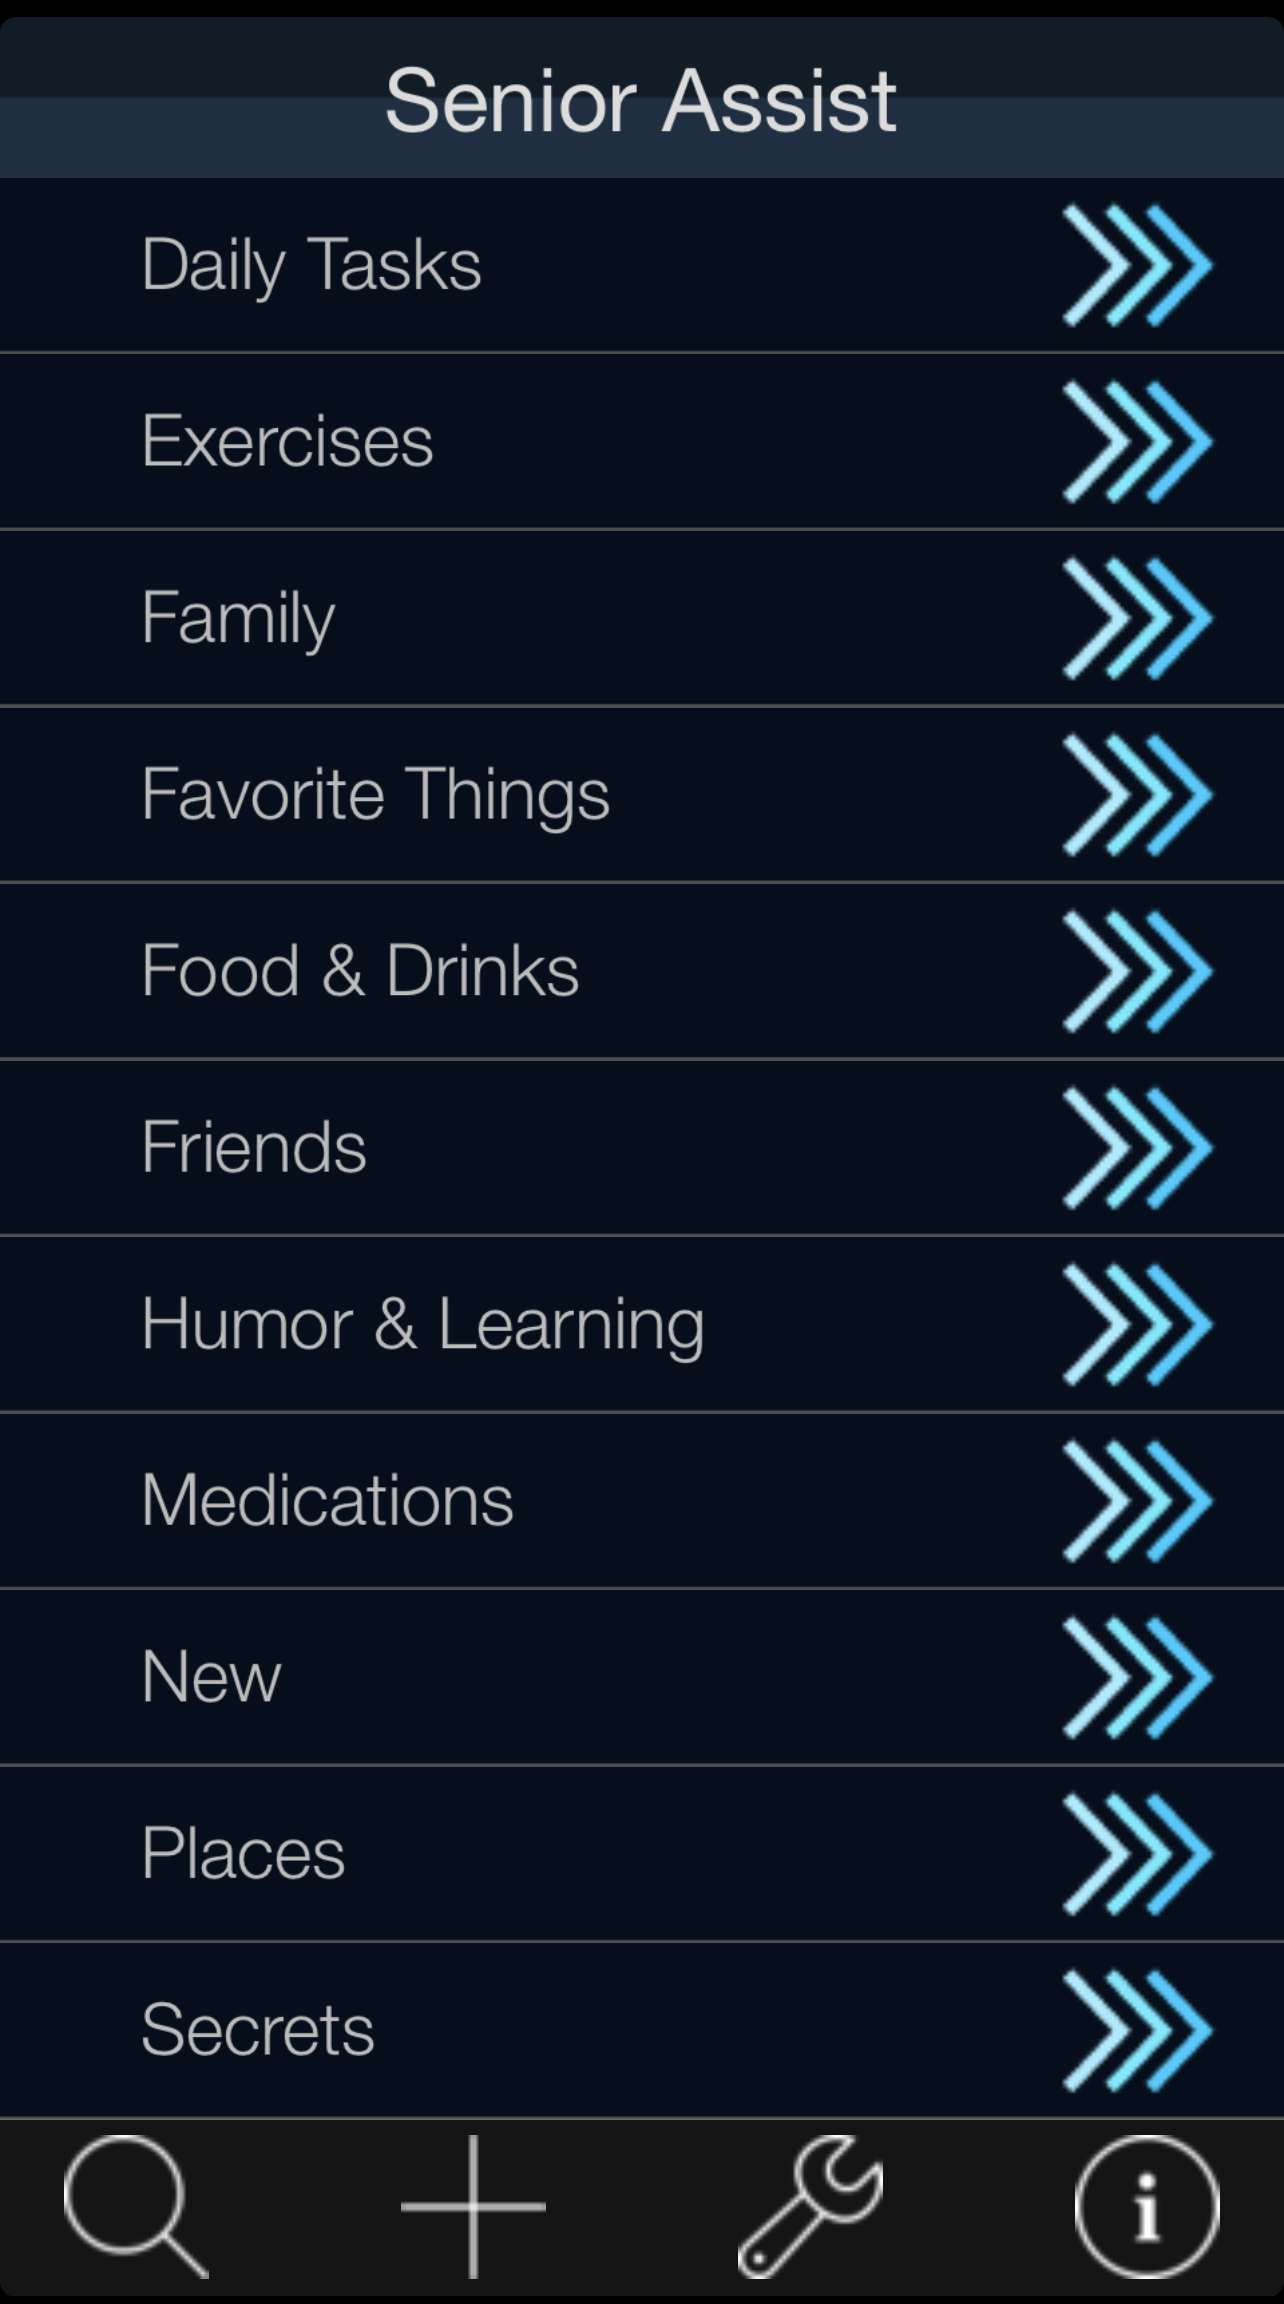 Senior Assist
Daily Tasks
Exercises
Family
Favorite Things
Food & Drinks
Friends
Humor & Learning
Medications
New
Places
Secrets
i